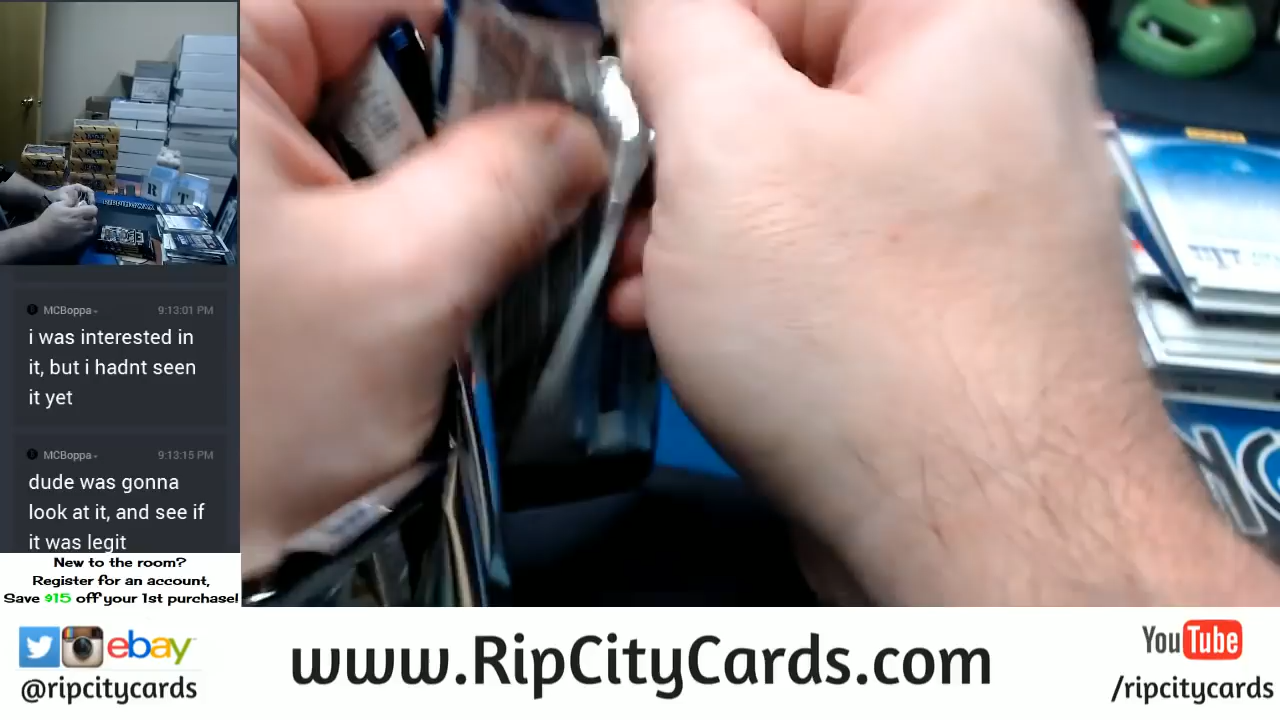 MCBoppa
9:13:01 PM
i was interested in
it, but i hadnt seen
it yet
MCBoppa
9:13:15 PM
dude was gonna
look at it, and see if
it was legit
New to the room?
Register for an account,
Save $15 off your 1st purchase!
ebay
@ripcitycards
www.RipCityCards.com
YouTube
/ripcitycards